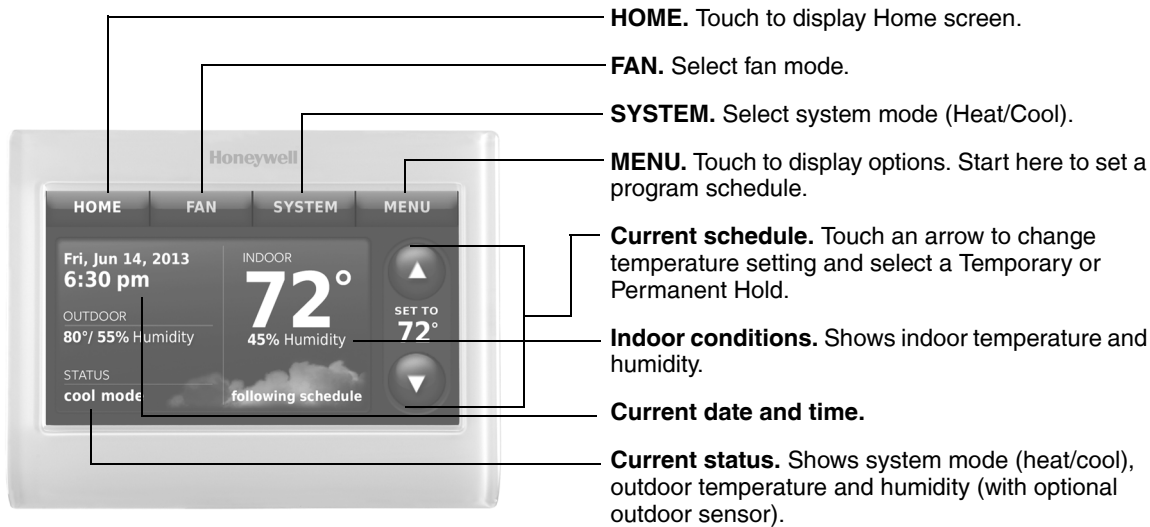 HOME. Touch to display Home screen.
FAN. Select fan mode.
SYSTEM. Select system mode (Heat/Cool).
MENU. Touch to display options. Start here to set a
program schedule.
Current schedule. Touch an arrow to change
temperature setting and select a Temporary or
Permanent Hold.
Indoor conditions. Shows indoor temperature and
humidity.
Current date and time.
Current status. Shows system mode (heat/cool),
outdoor temperature and humidity (with optional
outdoor sensor).
Honeywell
HOME FAN SYSTEM MENU
Fri, Jun 14, 2013
6:30 pm
OUTDOOR
80°/ 55% Humidity
STATUS
cool mode
INDOOR
72°
45% Humidity
following schedule
SET TO
72°